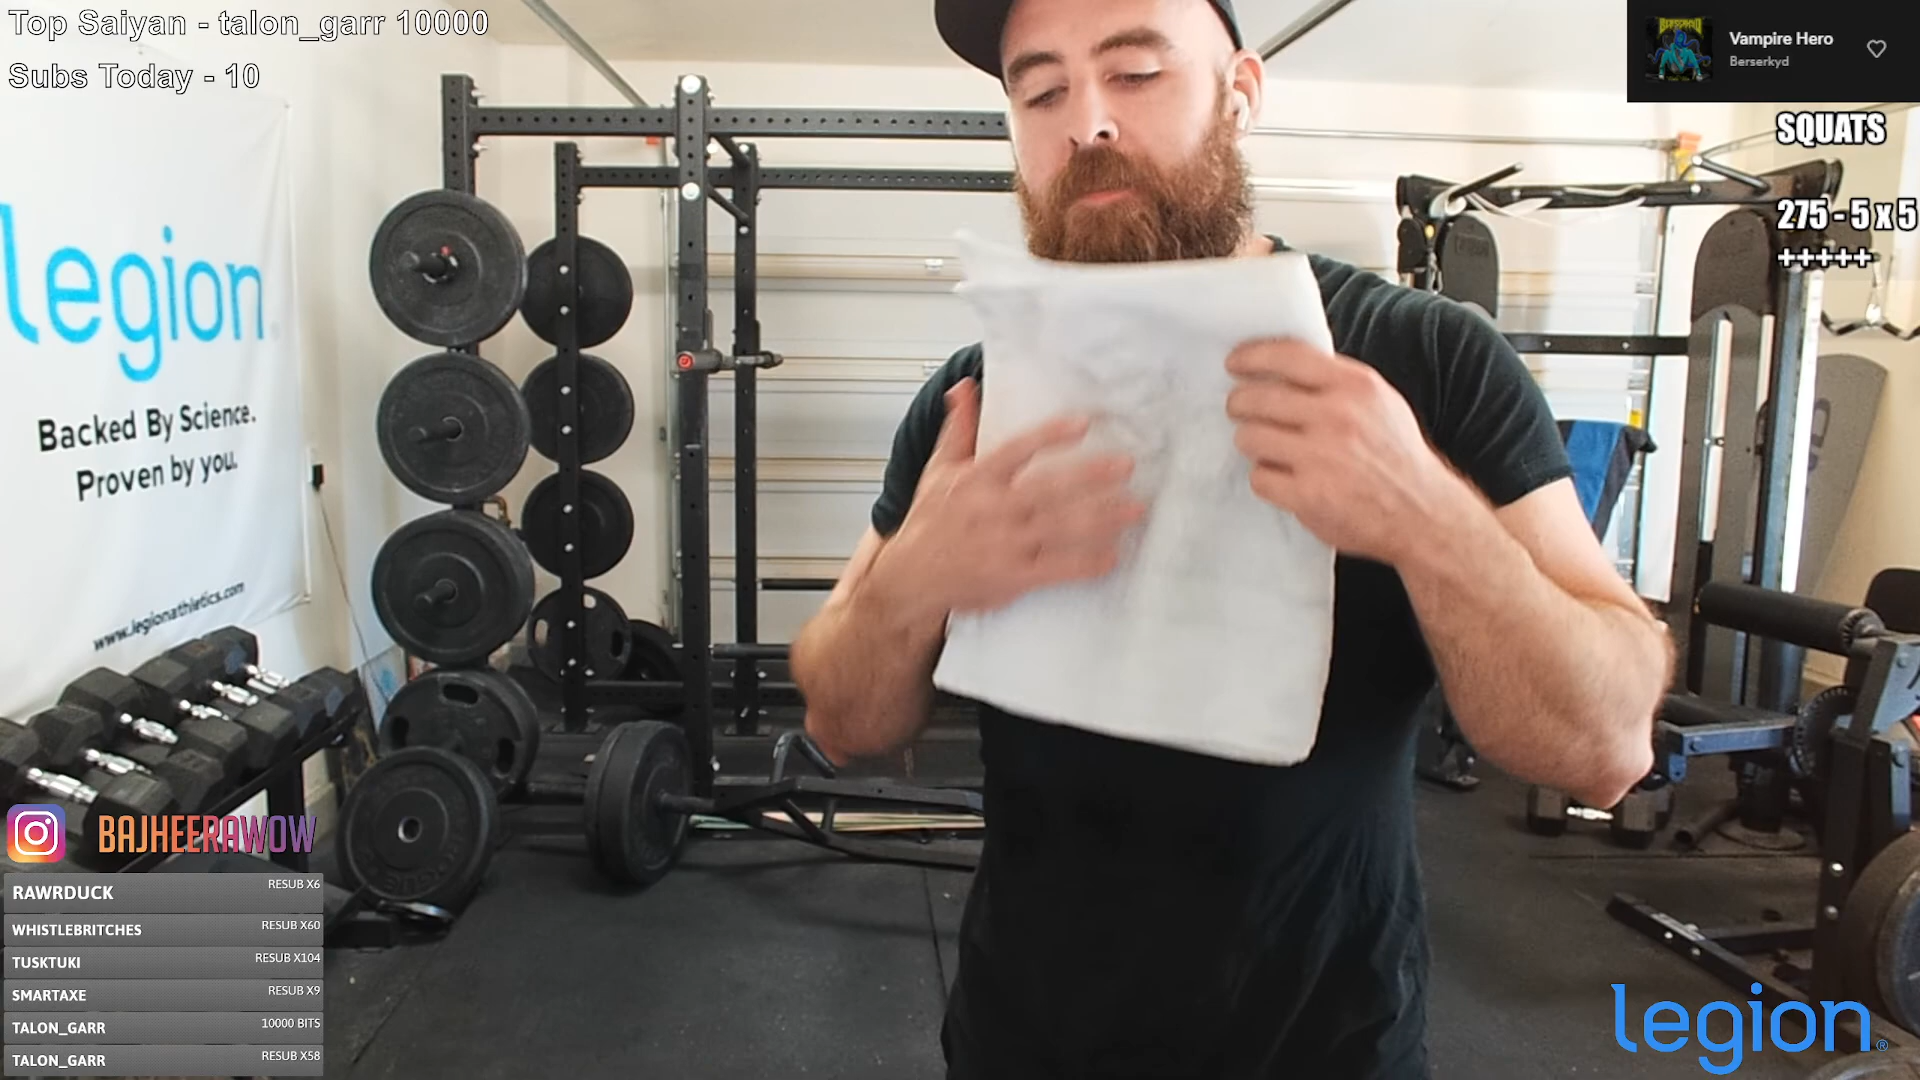 Top Saiyan - talon_garr 10000
Subs Today - 10
Vampire Hero
Berserkyd
SQUATS
275 - 5 x 5
+++++
legion
Backed By Science.
Proven by you.
www.legionathletics.com
BAJHEERAWOW
RAWRDUCK RESUB X6
WHISTLEBRITCHES RESUB X60
TUSKTUKI RESUB X104
SMARTAXE RESUB X9
TALON_GARR 10000 BITS
TALON_GARR RESUB X58
legion®